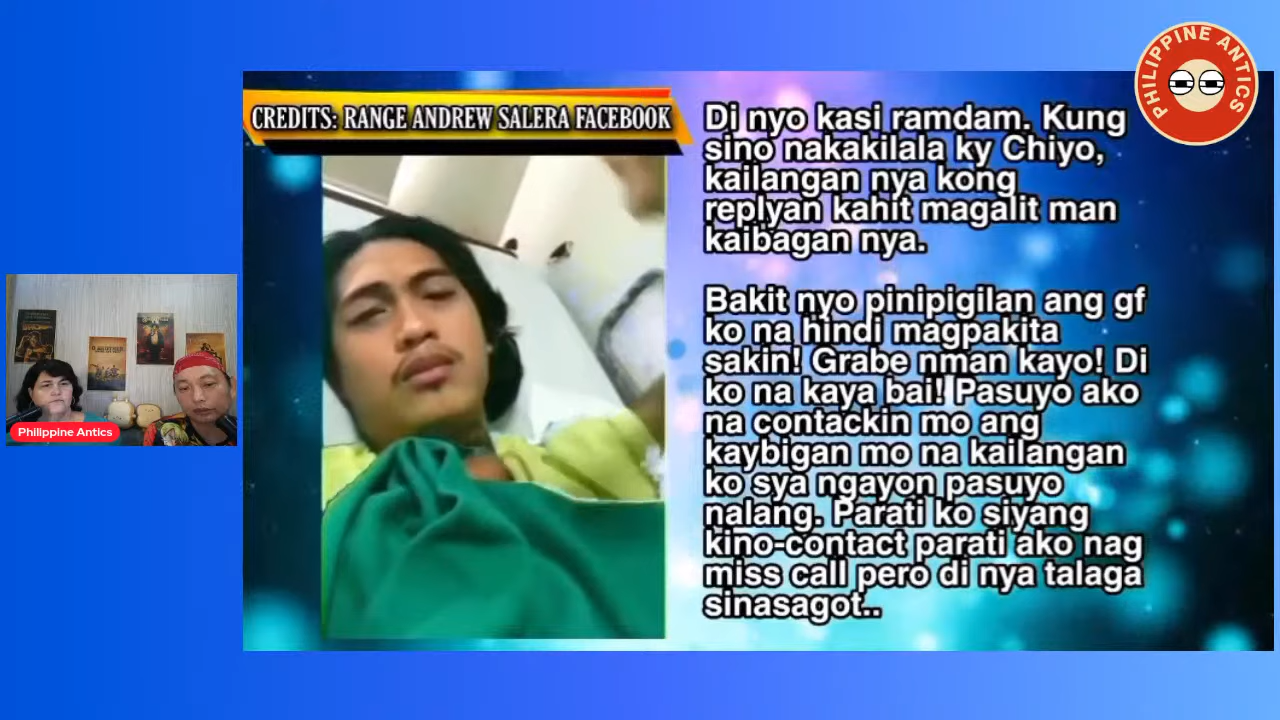 PHILIPPINE ANTICS
CREDITS: RANGE ANDREW SALERA FACEBOOK
Di nyo kasi ramdam. Kung
sino nakakilala ky Chiyo,
kailangan nya kong
replyan kahit magalit man
kaibagan nya.
Bakit nyo pinipigilan ang gf
ko na hindi magpakita
sakin! Grabe nman kayo! Di
ko na kaya bai! Pasuyo ako
na contackin mo ang
kaybigan mo na kailangan
ko sya ngayon pasuyo
nalang. Parati ko siyang
kino-contact parati ako nag
miss call pero di nya talaga
sinasagot..
Philippine Antics